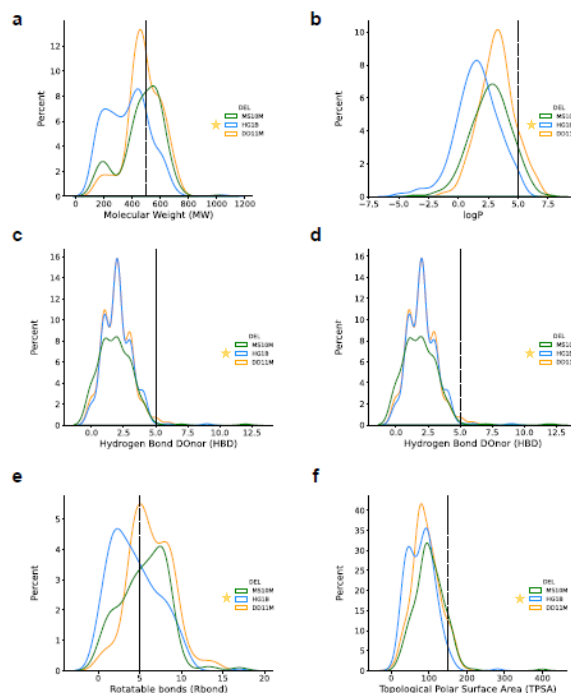 a
b
12
10
8
6
4
2
0
Percent
DEL
MS10M
HG1B
DD11M
0 200 400 600 800 1000 1200
Molecular Weight (MW)
10
8
6
4
2
0
Percent
DEL
MS10M
HG1B
DD11M
−7.5 −5.0 −2.5 0.0 2.5 5.0 7.5
logP
c
d
16
14
12
10
8
6
4
2
0
Percent
DEL
MS10M
HG1B
DD11M
0.0 2.5 5.0 7.5 10.0 12.5
Hydrogen Bond DOnor (HBD)
16
14
12
10
8
6
4
2
0
Percent
DEL
MS10M
HG1B
DD11M
0.0 2.5 5.0 7.5 10.0 12.5
Hydrogen Bond DOnor (HBD)
e
f
5
4
3
2
1
0
Percent
DEL
MS10M
HG1B
DD11M
0 5 10 15 20
Rotatable bonds (Rbond)
40
35
30
25
20
15
10
5
0
Percent
DEL
MS10M
HG1B
DD11M
0 100 200 300 400
Topological Polar Surface Area (TPSA)